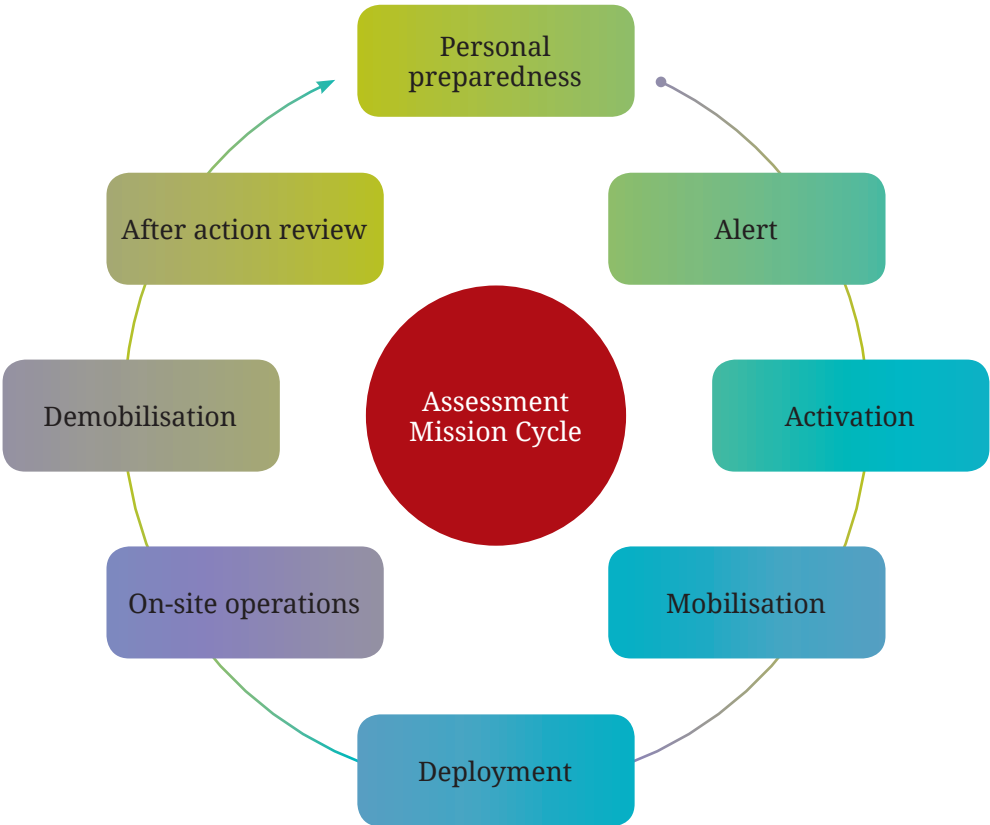 Personal
preparedness
Alert
Activation
Mobilisation
Deployment
On-site operations
Demobilisation
After action review
Assessment
Mission Cycle